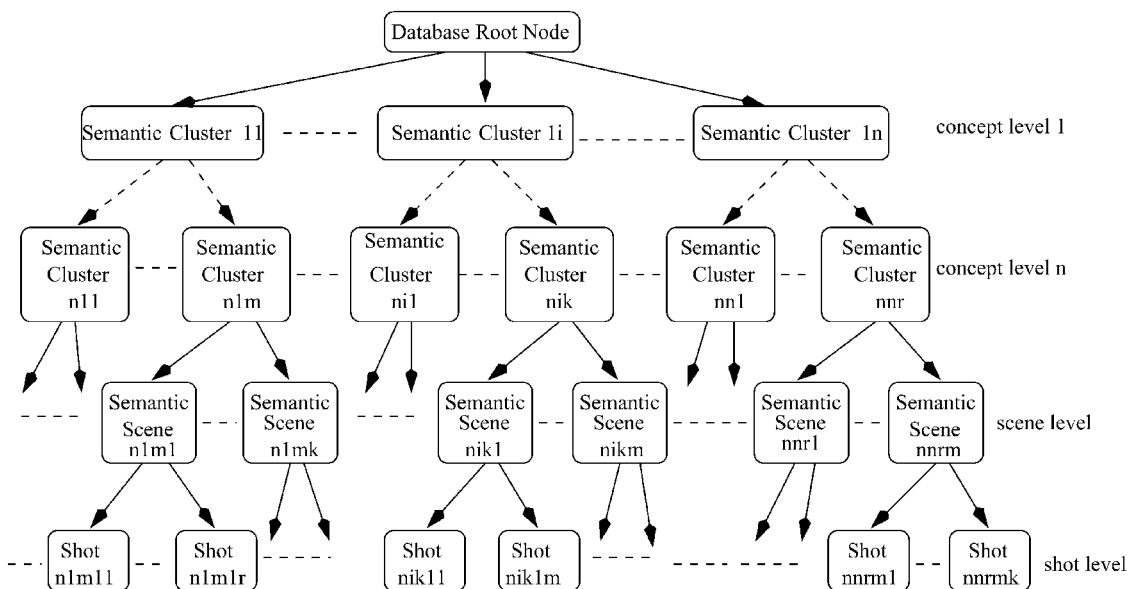 Database Root Node
Semantic Cluster 11
Semantic Cluster 1i
Semantic Cluster 1n
concept level 1
Semantic
Cluster
n11
Semantic
Cluster
n1m
Semantic
Cluster
ni1
Semantic
Cluster
nik
Semantic
Cluster
nn1
Semantic
Cluster
nnr
concept level n
Semantic
Scene
n1m1
Semantic
Scene
n1mk
Semantic
Scene
nik1
Semantic
Scene
nikm
Semantic
Scene
nnr1
Semantic
Scene
nnrm
scene level
Shot
n1m11
Shot
n1m1r
Shot
nik11
Shot
nik1m
Shot
nnrm1
Shot
nnrmk
shot level